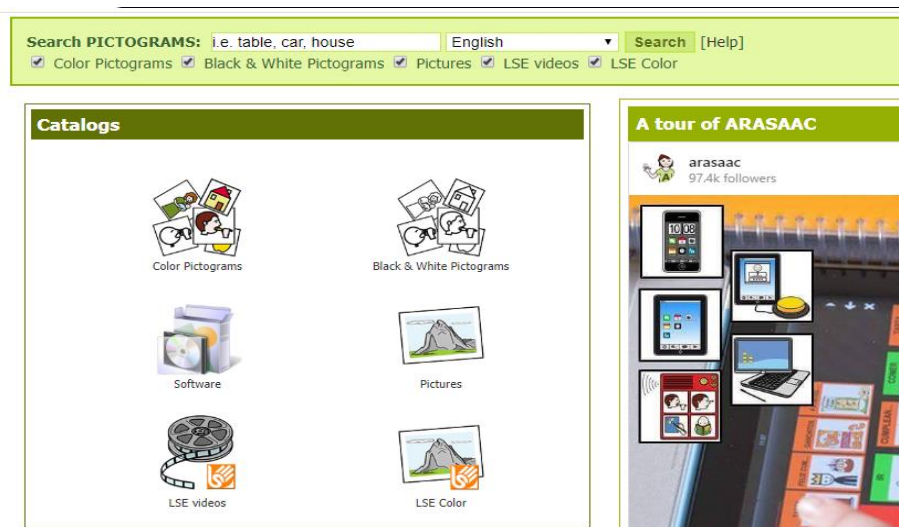 Search PICTOGRAMS: i.e. table, car, house English Search [Help]
Color Pictograms Black & White Pictograms Pictures LSE videos LSE Color
Catalogs
Color Pictograms
Black & White Pictograms
Software
Pictures
LSE videos
LSE Color
A tour of ARASAAC
arasaac
97.4k followers
10:08
COMER
IR